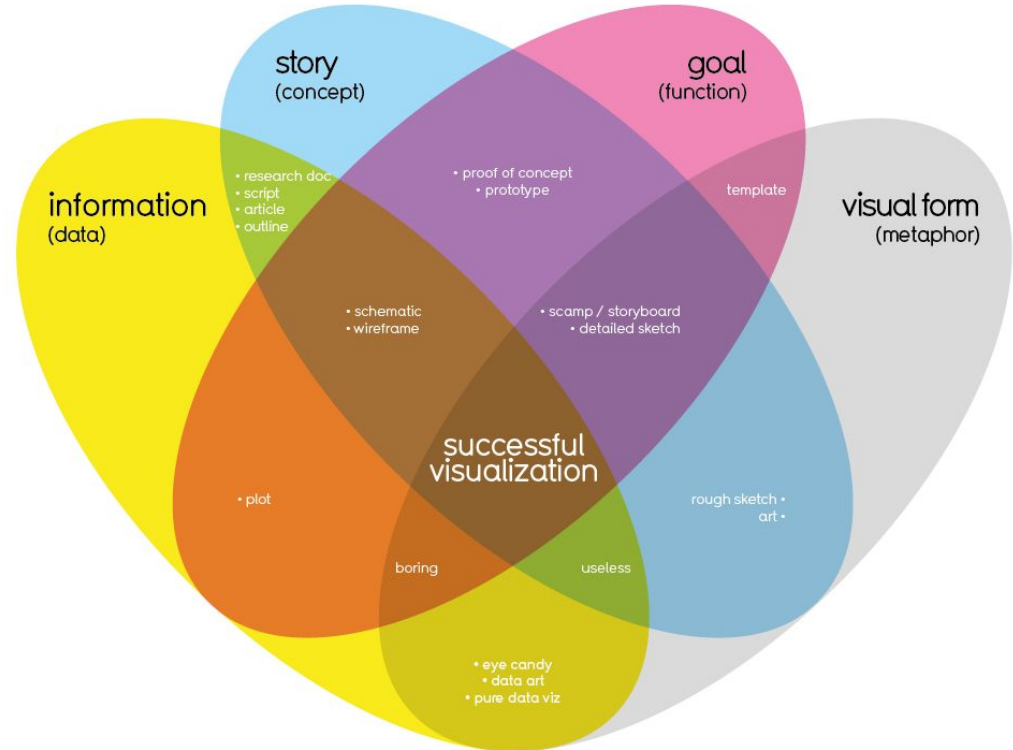 story
(concept)
goal
(function)
information
(data)
visual form
(metaphor)
• research doc
• script
• article
• outline
• proof of concept
• prototype
template
• schematic
• wireframe
• scamp / storyboard
• detailed sketch
successful
visualization
• plot
rough sketch •
art •
boring
useless
• eye candy
• data art
• pure data viz